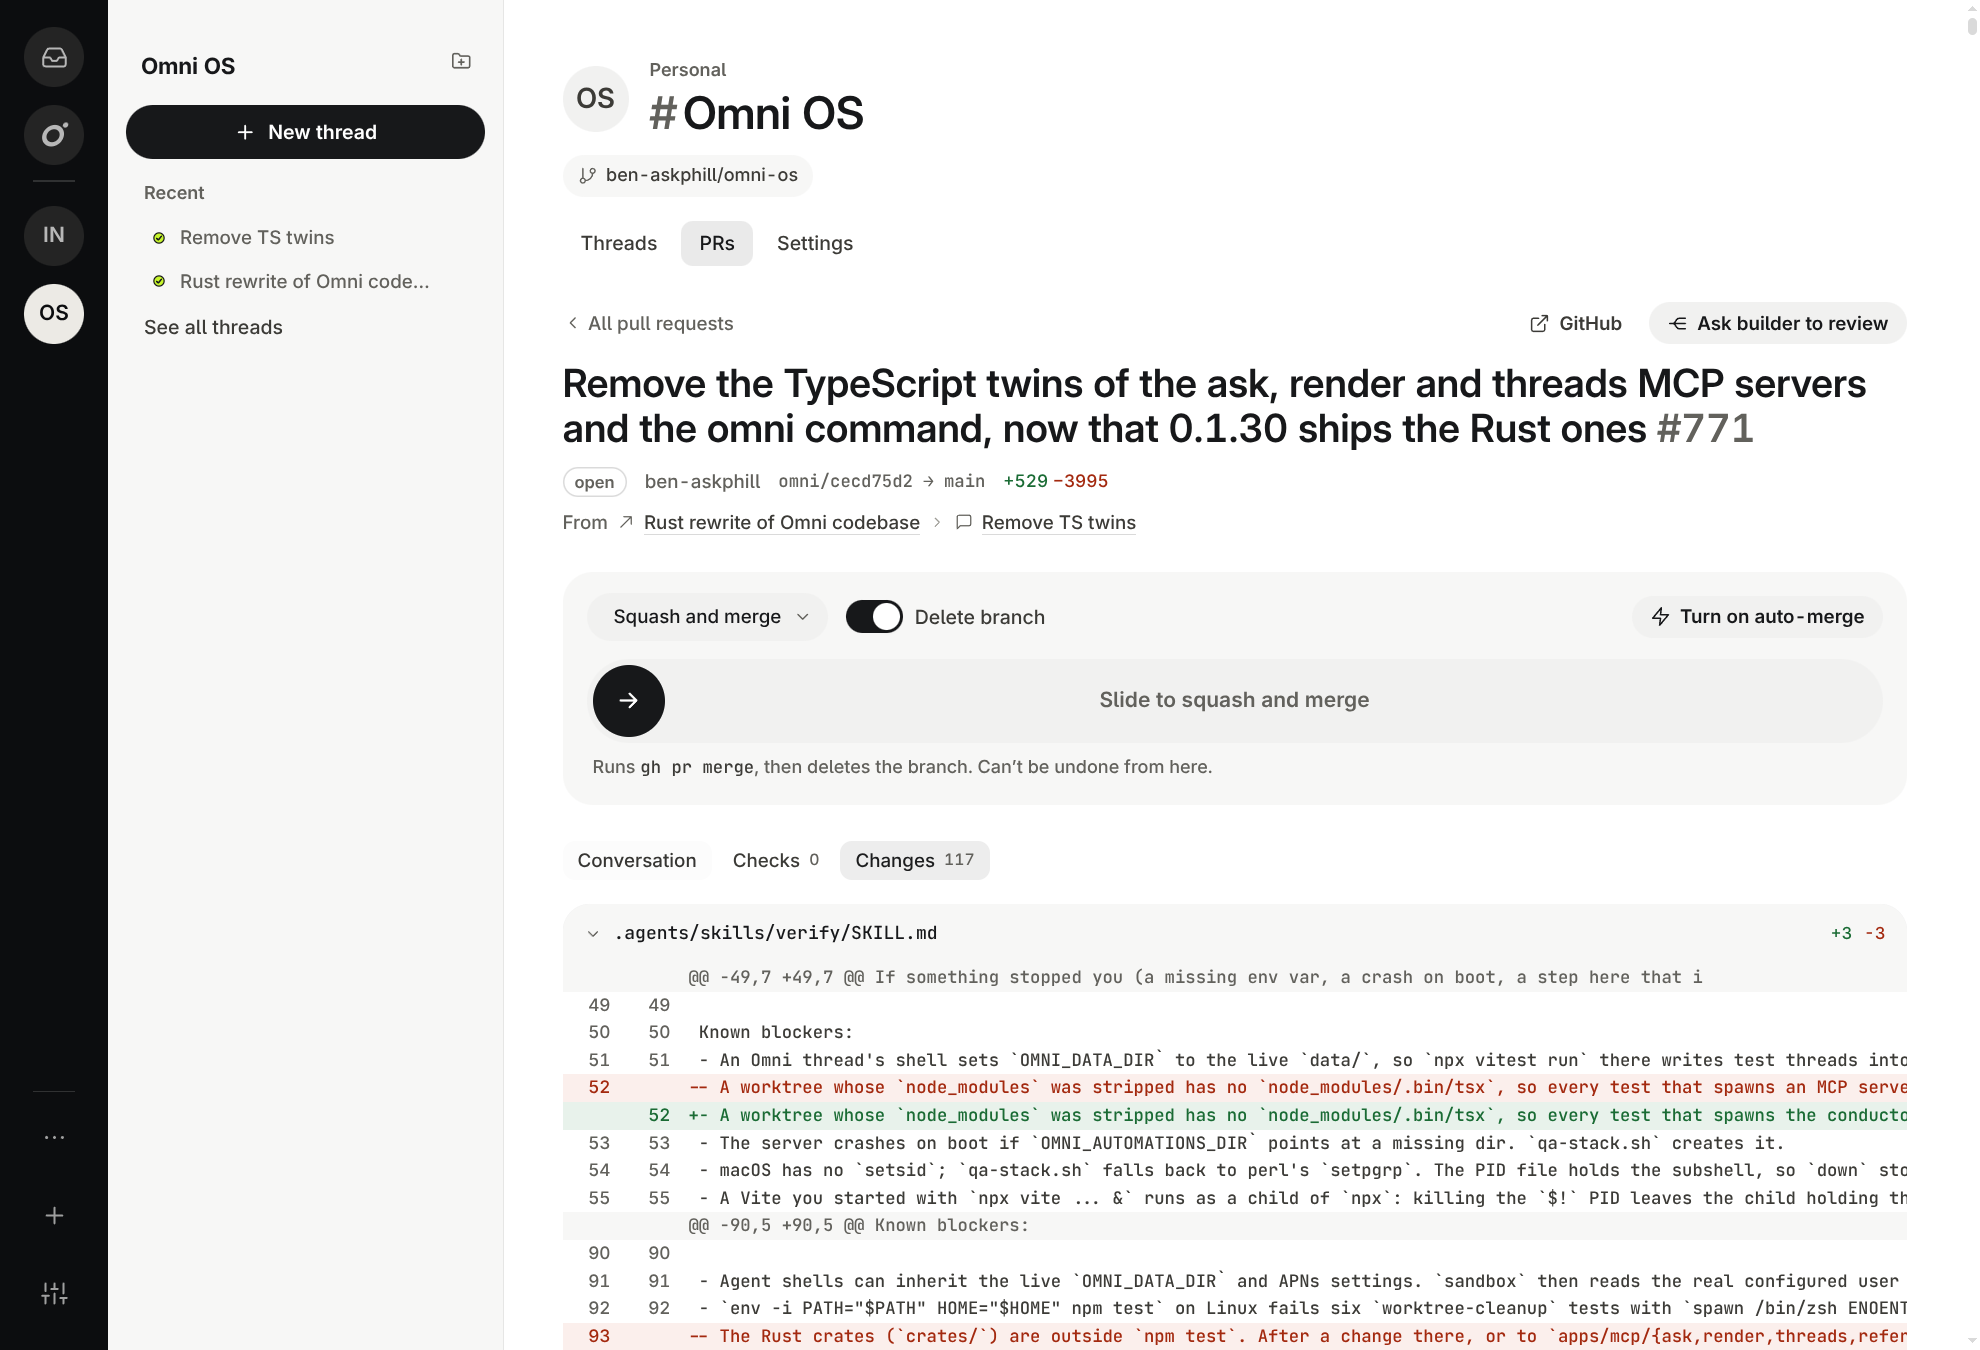 Omni OS
New thread
Recent
Remove TS twins
Rust rewrite of Omni code...
See all threads
IN
OS
OS
Personal
#Omni OS
ben-askphill/omni-os
Threads PRs Settings
All pull requests
GitHub
Ask builder to review
Remove the TypeScript twins of the ask, render and threads MCP servers
and the omni command, now that 0.1.30 ships the Rust ones #771
open ben-askphill omni/cecd75d2 → main +529 −3995
From ↗ Rust rewrite of Omni codebase > Remove TS twins
Squash and merge
Delete branch
Turn on auto-merge
Slide to squash and merge
Runs gh pr merge, then deletes the branch. Can’t be undone from here.
Conversation Checks 0 Changes 117
.agents/skills/verify/SKILL.md +3 -3
@@ -49,7 +49,7 @@ If something stopped you (a missing env var, a crash on boot, a step here that i
49 49
50 50 Known blockers:
51 51 - An Omni thread's shell sets `OMNI_DATA_DIR` to the live `data/`, so `npx vitest run` there writes test threads into
52 -- A worktree whose `node_modules` was stripped has no `node_modules/.bin/tsx`, so every test that spawns an MCP serve
52 +- A worktree whose `node_modules` was stripped has no `node_modules/.bin/tsx`, so every test that spawns the conducto
53 53 - The server crashes on boot if `OMNI_AUTOMATIONS_DIR` points at a missing dir. `qa-stack.sh` creates it.
54 54 - macOS has no `setsid`; `qa-stack.sh` falls back to perl's `setpgrp`. The PID file holds the subshell, so `down` sto
55 55 - A Vite you started with `npx vite ... &` runs as a child of `npx`: killing the `$!` PID leaves the child holding th
@@ -90,5 +90,5 @@ Known blockers:
90 90
91 91 - Agent shells can inherit the live `OMNI_DATA_DIR` and APNs settings. `sandbox` then reads the real configured user
92 92 - `env -i PATH="$PATH" HOME="$HOME" npm test` on Linux fails six `worktree-cleanup` tests with `spawn /bin/zsh ENOENT
93 -- The Rust crates (`crates/`) are outside `npm test`. After a change there, or to `apps/mcp/{ask,render,threads,refer